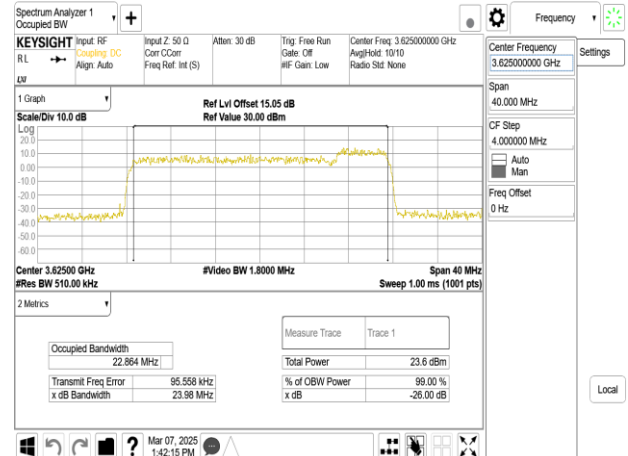 Spectrum Analyzer 1
Occupied BW
Frequency
KEYSIGHT
Input: RF
Coupling: DC
Align: Auto
Input Z: 50 Ω
Corr CCorr
Freq Ref: Int (S)
Atten: 30 dB
Trig: Free Run
Gate: Off
#IF Gain: Low
Center Freq: 3.625000000 GHz
Avg|Hold: 10/10
Radio Std: None
RL
LXI
Center Frequency
3.625000000 GHz
Settings
Span
40.000 MHz
CF Step
4.000000 MHz
Auto
Man
Freq Offset
0 Hz
1 Graph
Scale/Div 10.0 dB
Ref Lvl Offset 15.05 dB
Ref Value 30.00 dBm
Log
20.0
10.0
0.00
-10.0
-20.0
-30.0
-40.0
-50.0
-60.0
Center 3.62500 GHz
#Video BW 1.8000 MHz
Span 40 MHz
#Res BW 510.00 kHz
Sweep 1.00 ms (1001 pts)
2 Metrics
Measure Trace
Trace 1
Occupied Bandwidth
22.864 MHz
Total Power
23.6 dBm
Transmit Freq Error
95.558 kHz
% of OBW Power
99.00 %
x dB Bandwidth
23.98 MHz
x dB
-26.00 dB
Local
?
Mar 07, 2025
1:42:15 PM